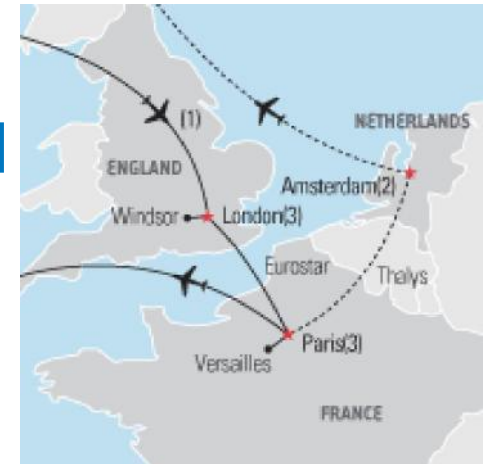 (1)
NETHERLANDS
ENGLAND
Amsterdam(2)
Windsor
London(3)
Eurostar
Thalys
Paris(3)
Versailles
FRANCE